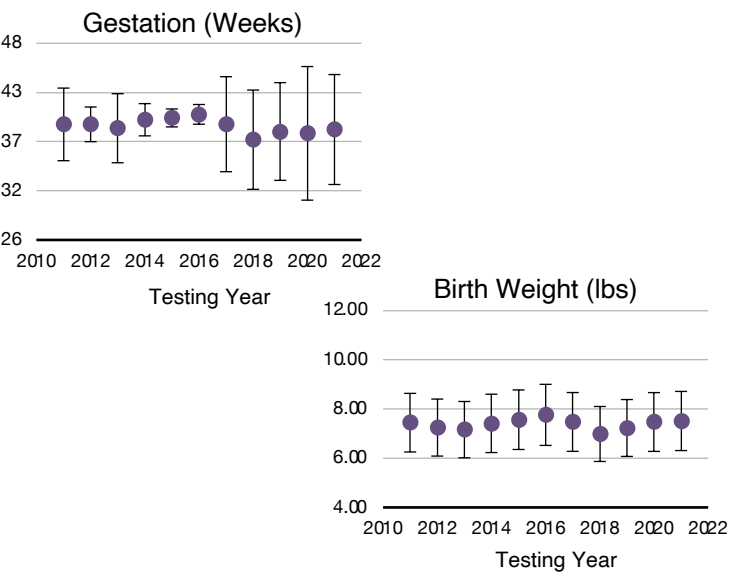 Gestation (Weeks)
48
43
37
32
26
2010 2012 2014 2016 2018 2020 2022
Testing Year
Birth Weight (lbs)
12.00
10.00
8.00
6.00
4.00
2010 2012 2014 2016 2018 2020 2022
Testing Year